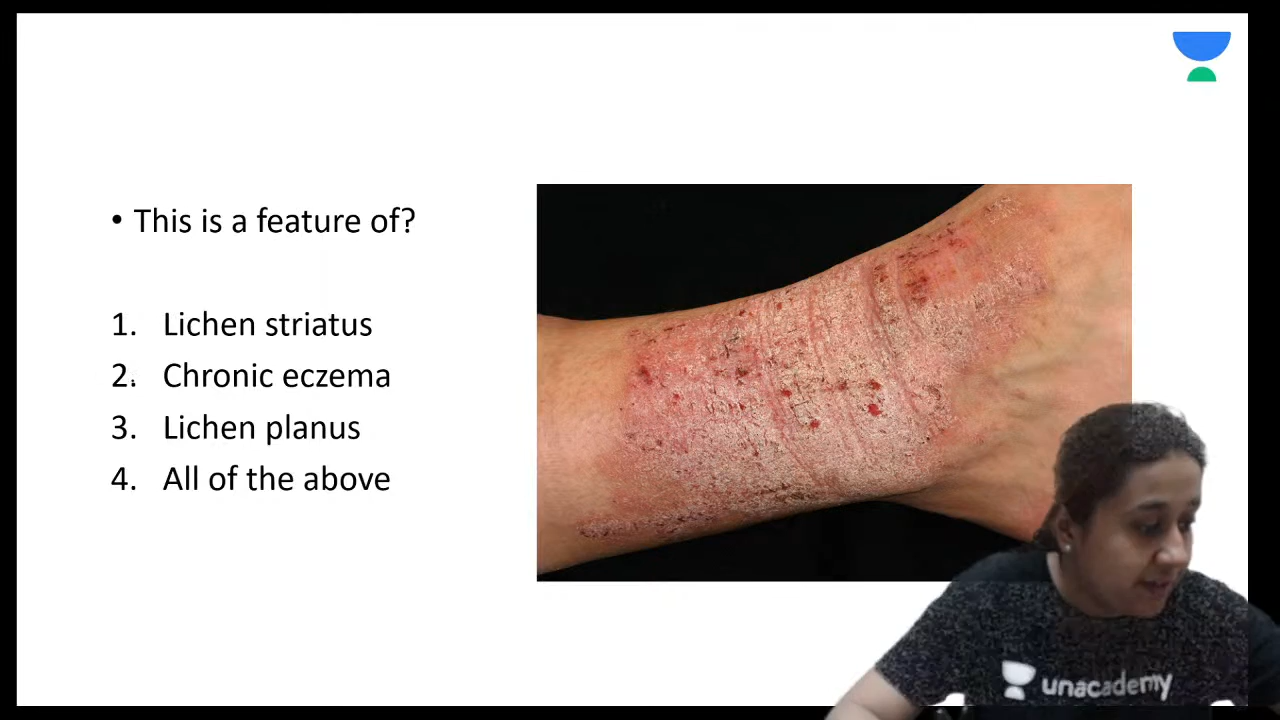 • This is a feature of?
1. Lichen striatus
2. Chronic eczema
3. Lichen planus
4. All of the above
unacademy